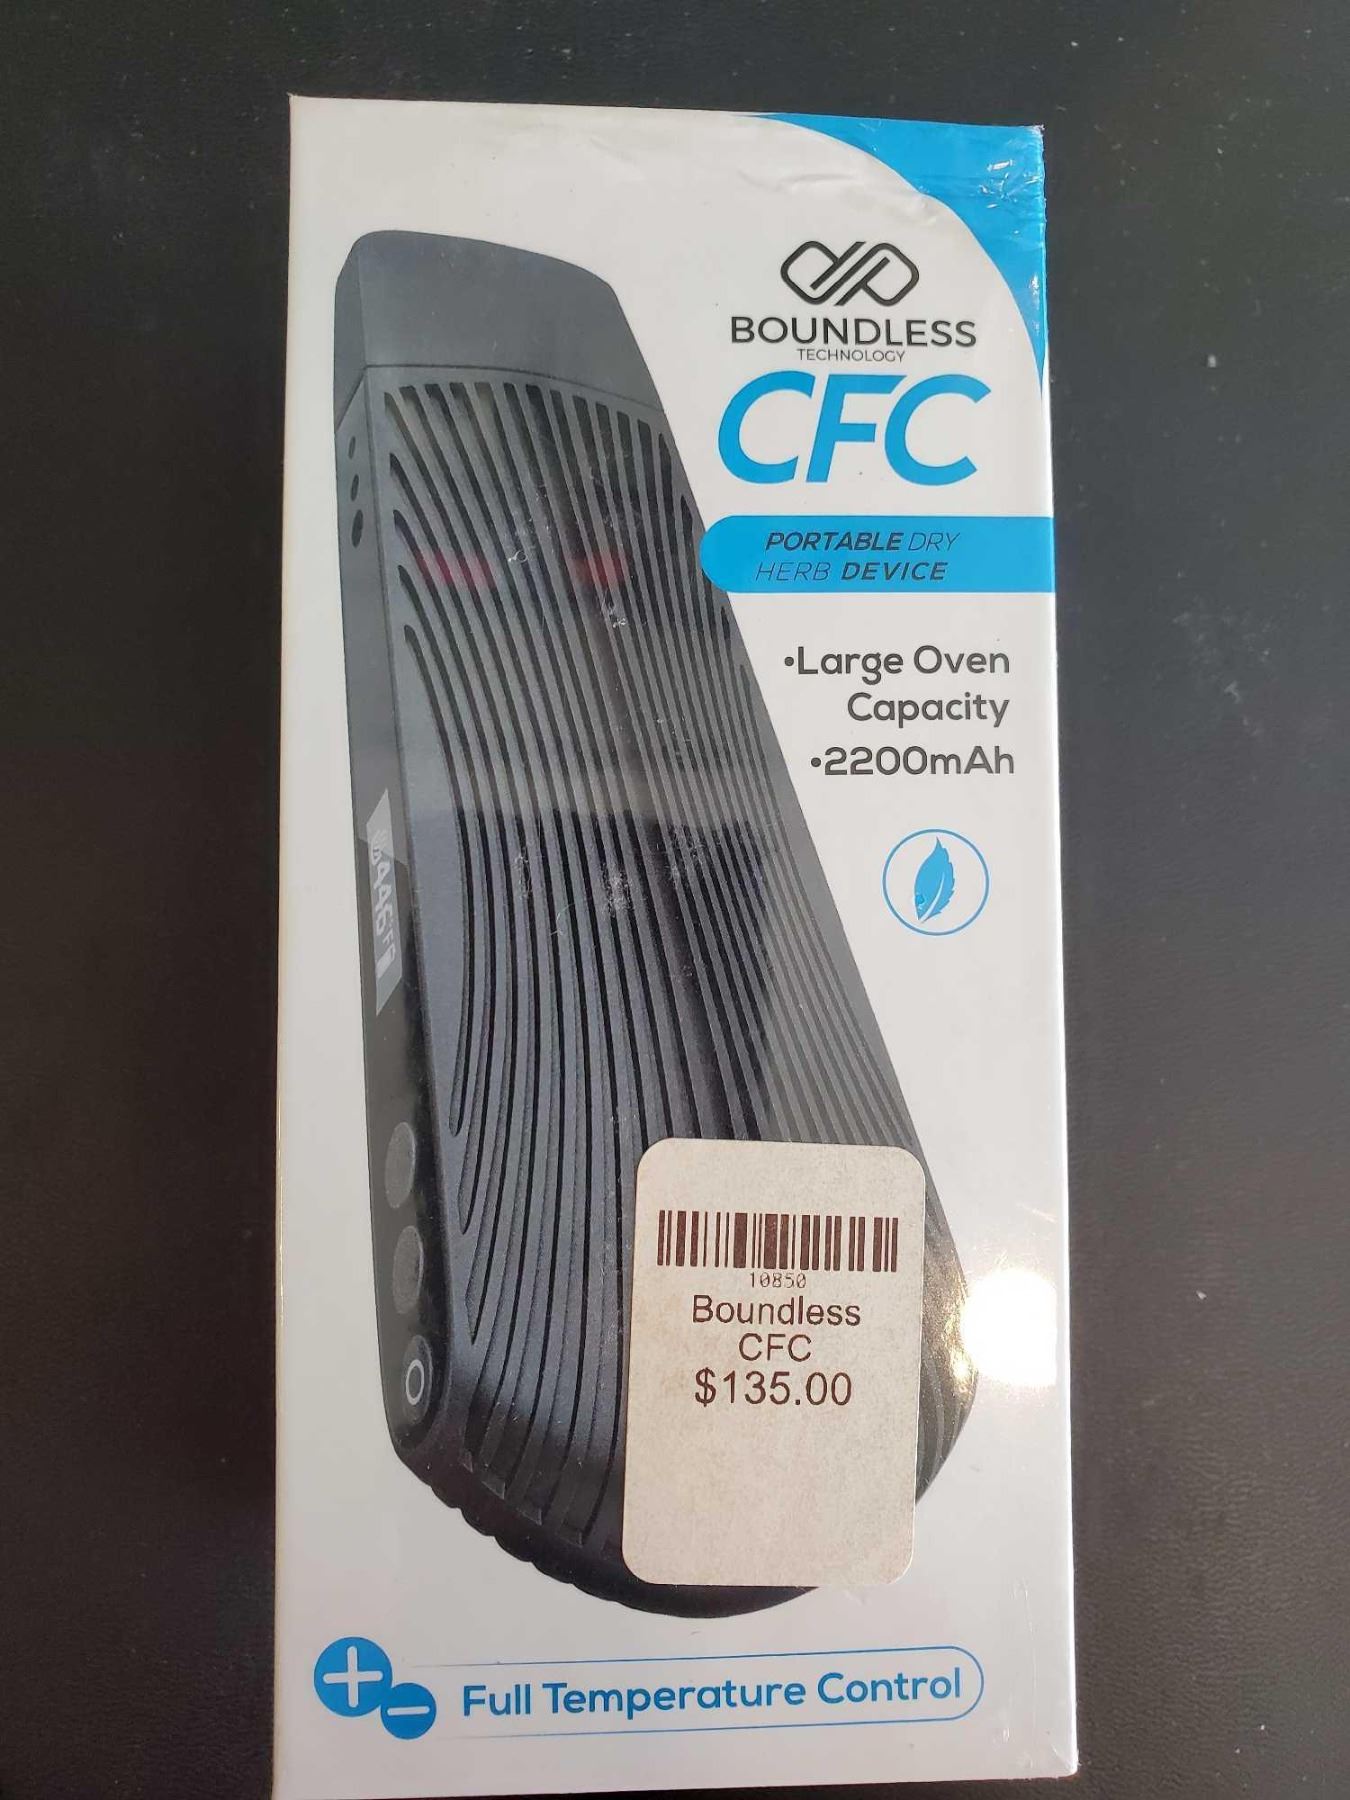 BOUNDLESS
TECHNOLOGY
CFC
PORTABLE DRY
HERB DEVICE
•Large Oven
Capacity
•2200mAh
446°F
10850
Boundless
CFC
$135.00
Full Temperature Control